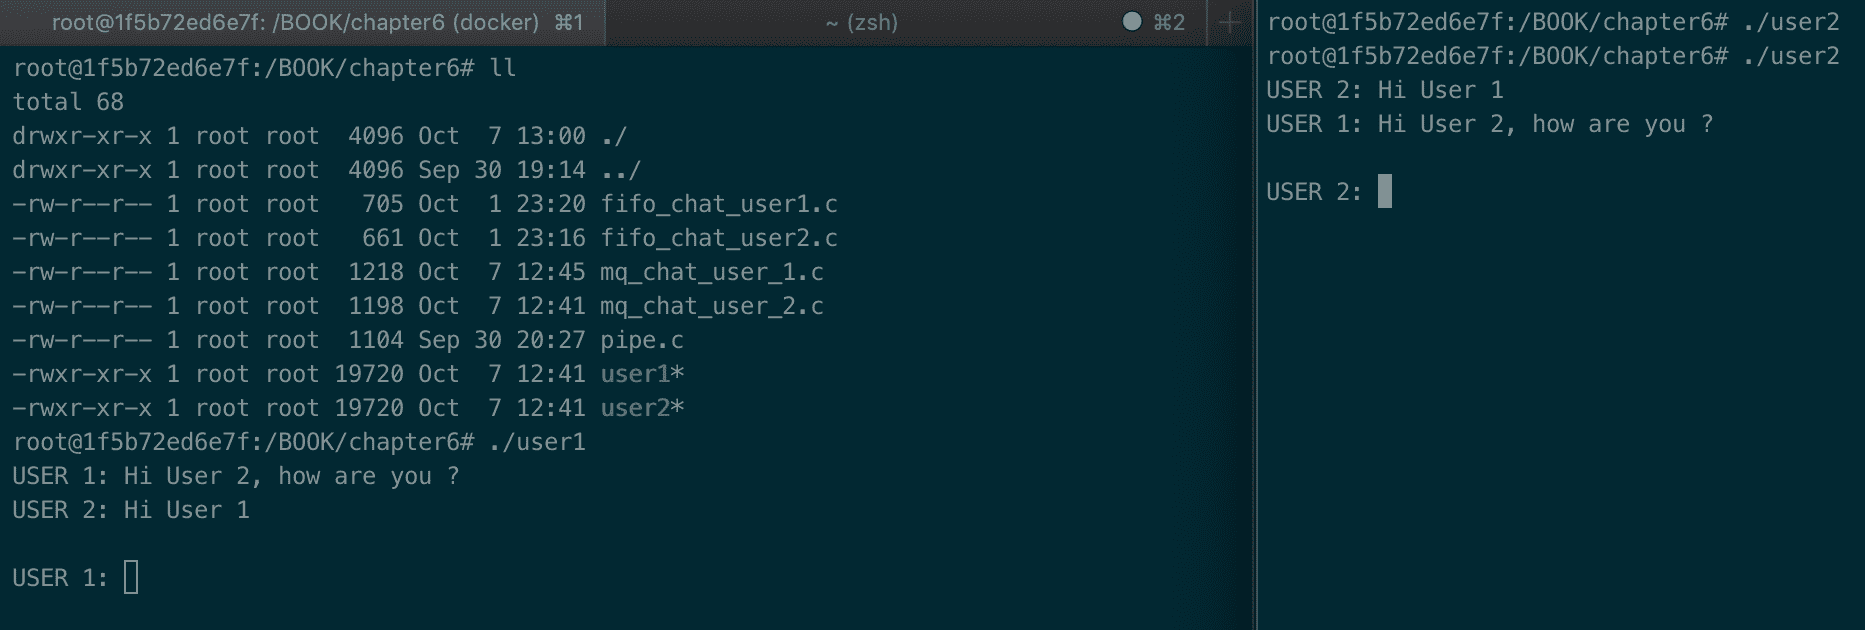 root@1f5b72ed6e7f: /BOOK/chapter6 (docker) ⌘1
~ (zsh) ⌘2
root@1f5b72ed6e7f:/BOOK/chapter6# ll
total 68
drwxr-xr-x 1 root root  4096 Oct  7 13:00 ./
drwxr-xr-x 1 root root  4096 Sep 30 19:14 ../
-rw-r--r-- 1 root root   705 Oct  1 23:20 fifo_chat_user1.c
-rw-r--r-- 1 root root   661 Oct  1 23:16 fifo_chat_user2.c
-rw-r--r-- 1 root root  1218 Oct  7 12:45 mq_chat_user_1.c
-rw-r--r-- 1 root root  1198 Oct  7 12:41 mq_chat_user_2.c
-rw-r--r-- 1 root root  1104 Sep 30 20:27 pipe.c
-rwxr-xr-x 1 root root 19720 Oct  7 12:41 user1*
-rwxr-xr-x 1 root root 19720 Oct  7 12:41 user2*
root@1f5b72ed6e7f:/BOOK/chapter6# ./user1
USER 1: Hi User 2, how are you ?
USER 2: Hi User 1
USER 1:
root@1f5b72ed6e7f:/BOOK/chapter6# ./user2
root@1f5b72ed6e7f:/BOOK/chapter6# ./user2
USER 2: Hi User 1
USER 1: Hi User 2, how are you ?
USER 2: